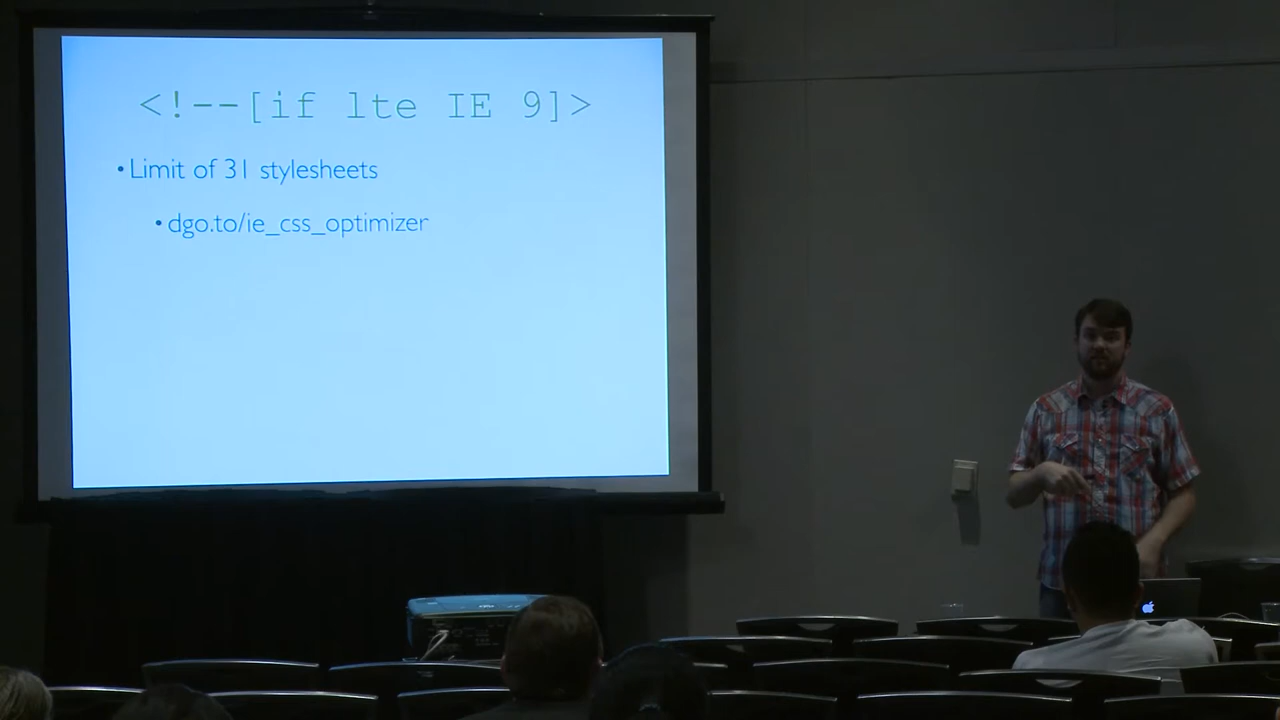 <!--[if lte IE 9]>
•Limit of 31 stylesheets
•dgo.to/ie_css_optimizer